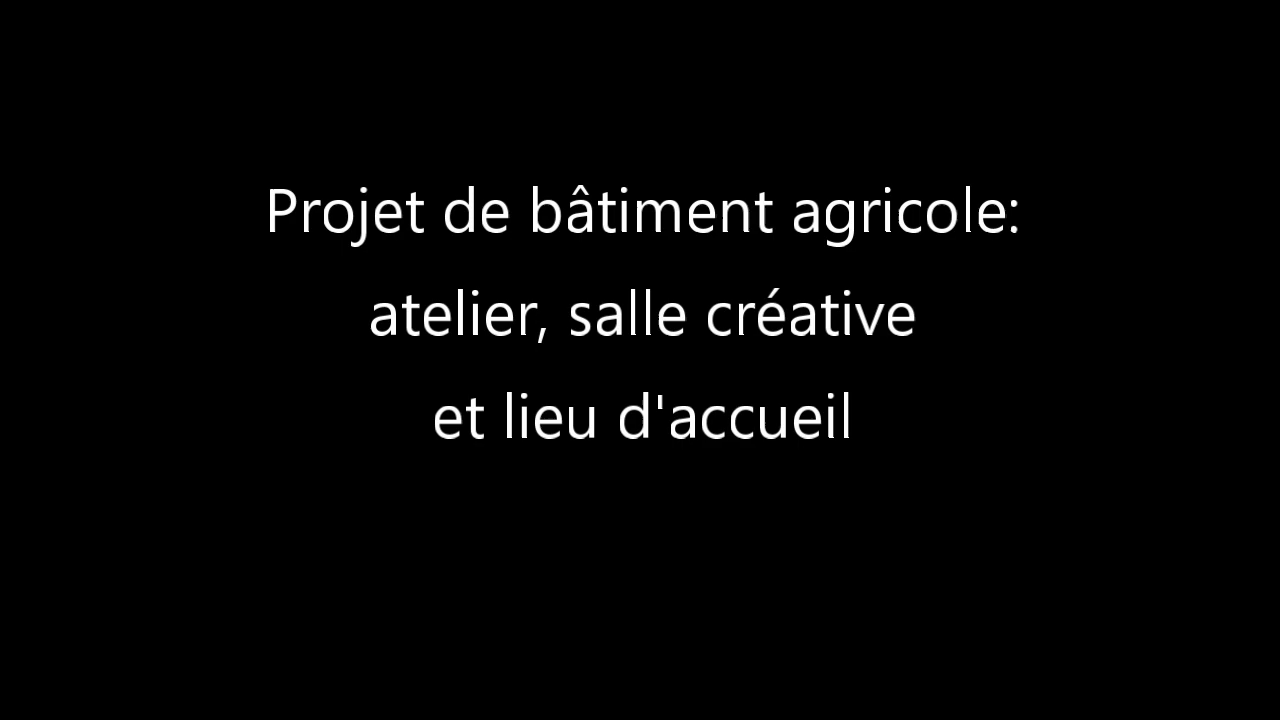 Projet de bâtiment agricole:
atelier, salle créative
et lieu d'accueil